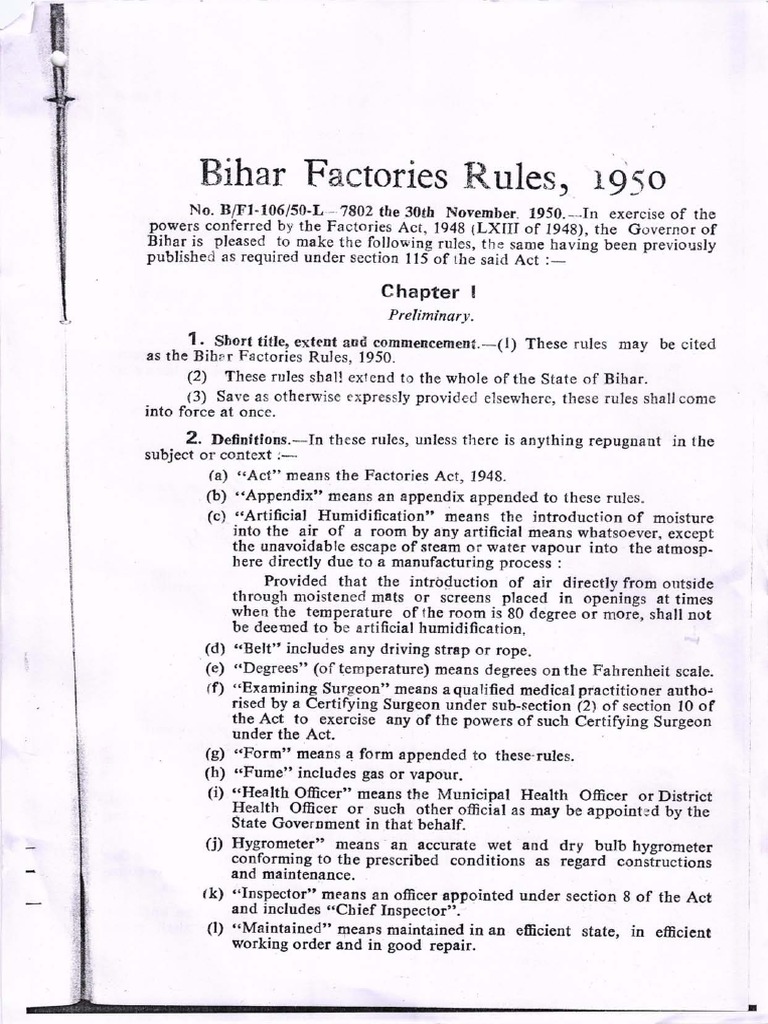 Bihar Factories Rules, 1950
No. B/F1-106/50-L—7802 the 30th November. 1950.—In exercise of the
powers conferred by the Factories Act, 1948 (LXIII of 1948), the Governor of
Bihar is pleased to make the following rules, the same having been previously
published as required under section 115 of the said Act :—
Chapter I
Preliminary.
1. Short title, extent and commencement.—(1) These rules may be cited
as the Bihar Factories Rules, 1950.
(2) These rules shall extend to the whole of the State of Bihar.
(3) Save as otherwise expressly provided elsewhere, these rules shall come
into force at once.
2. Definitions.—In these rules, unless there is anything repugnant in the
subject or context :—
(a) “Act” means the Factories Act, 1948.
(b) “Appendix” means an appendix appended to these rules.
(c) “Artificial Humidification” means the introduction of moisture
into the air of a room by any artificial means whatsoever, except
the unavoidable escape of steam or water vapour into the atmosp-
here directly due to a manufacturing process :
Provided that the introduction of air directly from outside
through moistened mats or screens placed in openings at times
when the temperature of the room is 80 degree or more, shall not
be deemed to be artificial humidification.
(d) “Belt” includes any driving strap or rope.
(e) “Degrees” (of temperature) means degrees on the Fahrenheit scale.
(f) “Examining Surgeon” means a qualified medical practitioner autho-
rised by a Certifying Surgeon under sub-section (2) of section 10 of
the Act to exercise any of the powers of such Certifying Surgeon
under the Act.
(g) “Form” means a form appended to these rules.
(h) “Fume” includes gas or vapour.
(i) “Health Officer” means the Municipal Health Officer or District
Health Officer or such other official as may be appointed by the
State Government in that behalf.
(j) Hygrometer” means an accurate wet and dry bulb hygrometer
conforming to the prescribed conditions as regard constructions
and maintenance.
(k) “Inspector” means an officer appointed under section 8 of the Act
and includes “Chief Inspector”.
(l) “Maintained” means maintained in an efficient state, in efficient
working order and in good repair.